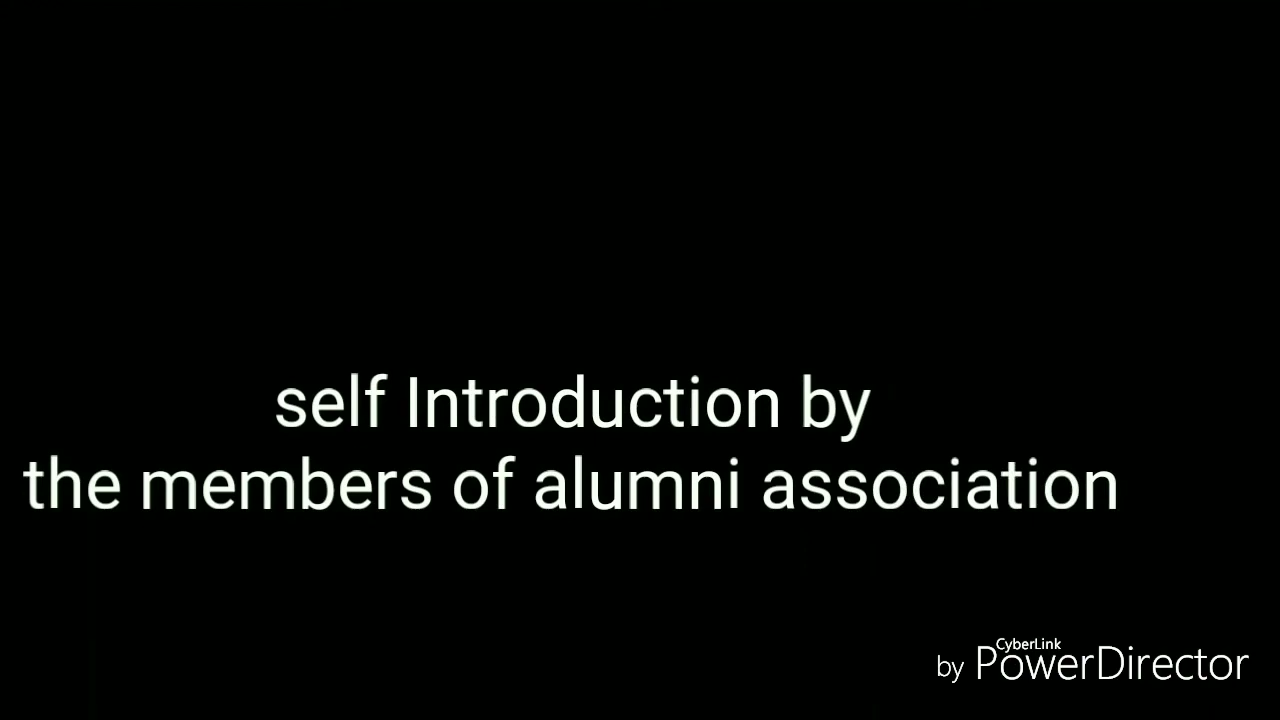 self Introduction by
the members of alumni association
CyberLink
by PowerDirector